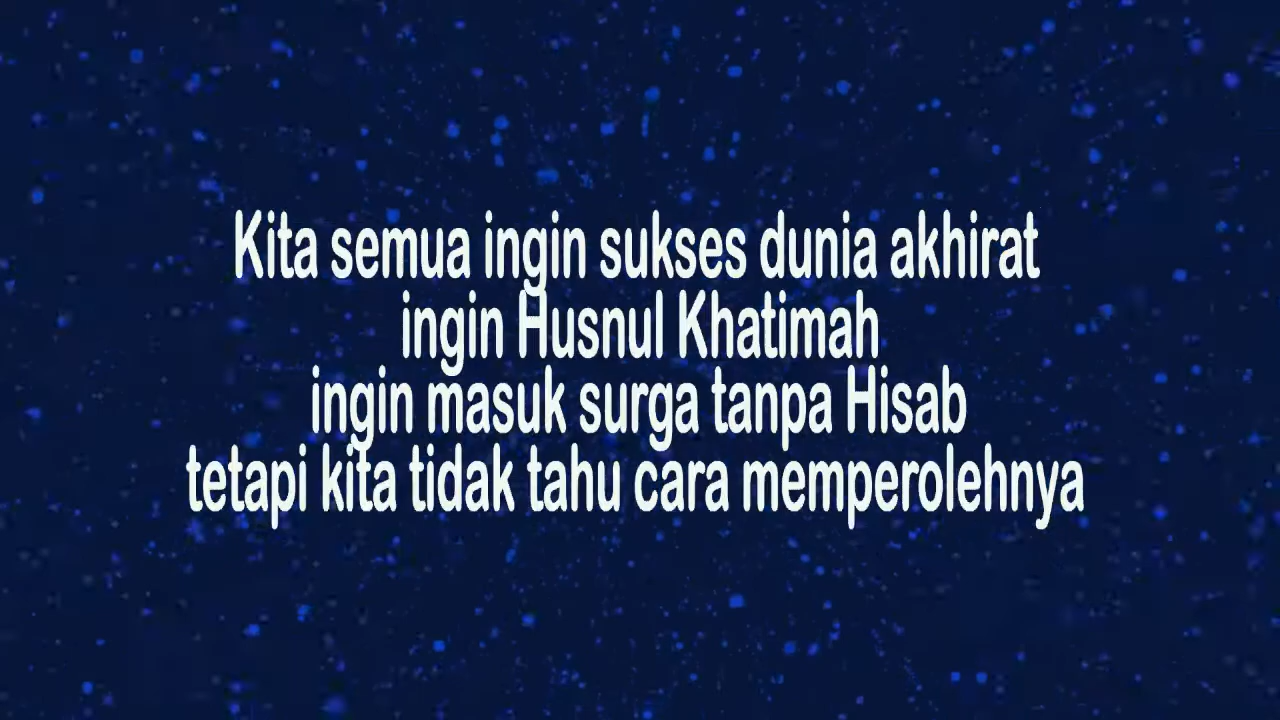 Kita semua ingin sukses dunia akhirat
ingin Husnul Khatimah
ingin masuk surga tanpa Hisab
tetapi kita tidak tahu cara memperolehnya